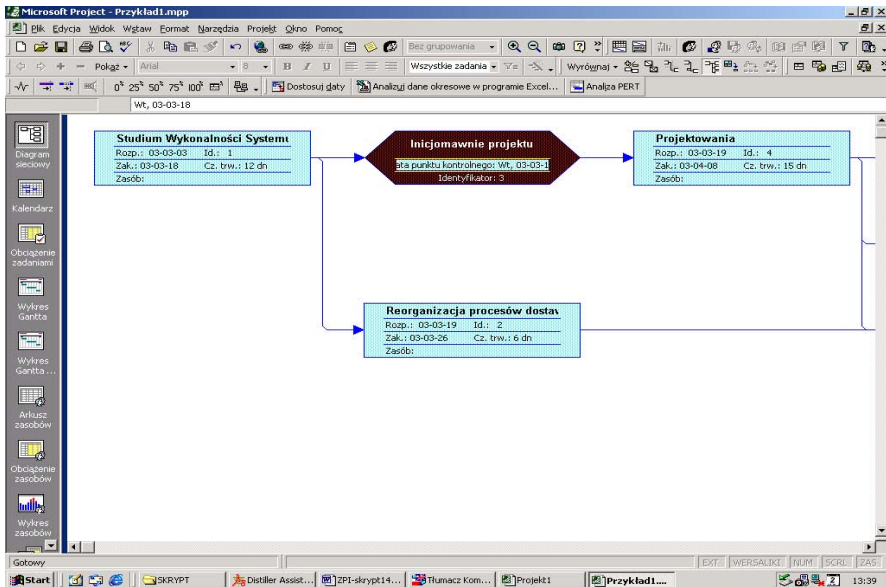 Microsoft Project - Przykład1.mpp
Plik Edycja Widok Wstaw Format Narzędzia Projekt Okno Pomoc
Bez grupowania
Pokaż Arial 8 B I U Wszystkie zadania Wyrównaj
0% 25% 50% 75% 100% Dostosuj daty Analizuj dane okresowe w programie Excel... Analiza PERT
Wt, 03-03-18
Diagram sieciowy
Kalendarz
Obciążenie zadaniami
Wykres Gantta
Wykres Gantta ...
Arkusz zasobów
Obciążenie zasobów
Wykres zasobów
Studium Wykonalności Systemu
Rozp.: 03-03-03 Id.: 1
Zak.: 03-03-18 Cz. trw.: 12 dn
Zasób:
Inicjomawnie projektu
ata punktu kontrolnego: Wt, 03-03-1
Identyfikator: 3
Projektowania
Rozp.: 03-03-19 Id.: 4
Zak.: 03-04-08 Cz. trw.: 15 dn
Zasób:
Reorganizacja procesów dostaw
Rozp.: 03-03-19 Id.: 2
Zak.: 03-03-26 Cz. trw.: 6 dn
Zasób:
Gotowy EXT WERSALIKI NUM SCRL ZAS
Start SKRYPT Distiller Assist... ZPI-skrypt14... Tłumacz Kom... Projekt1 Przykład1.... 13:39